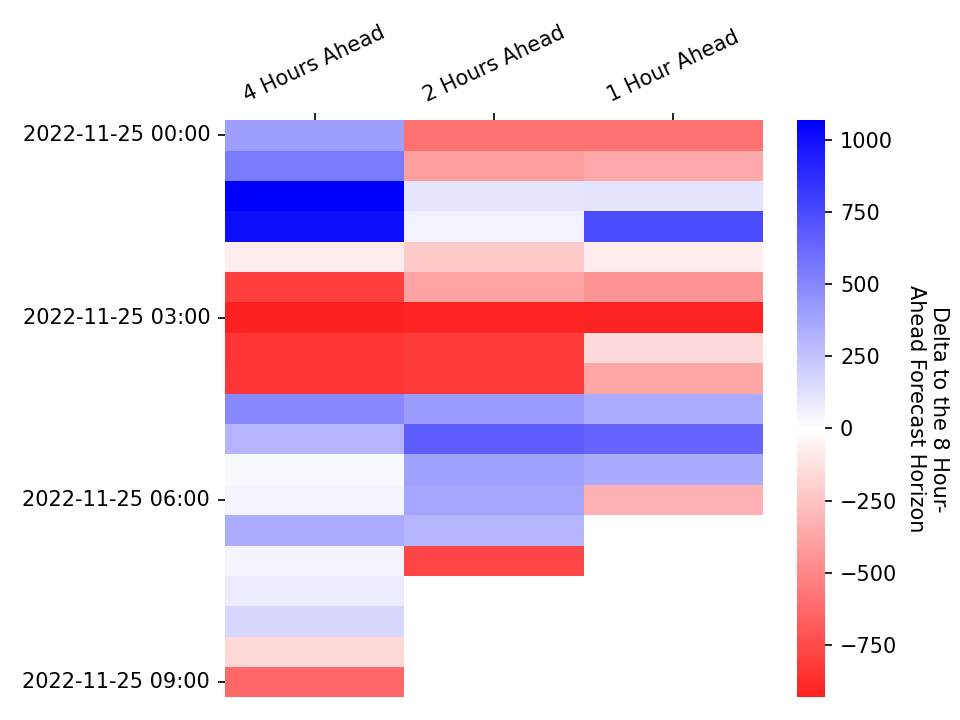 4 Hours Ahead
2 Hours Ahead
1 Hour Ahead
2022-11-25 00:00
2022-11-25 03:00
2022-11-25 06:00
2022-11-25 09:00
1000
750
500
250
0
−250
−500
−750
Delta to the 8 Hour-
Ahead Forecast Horizon